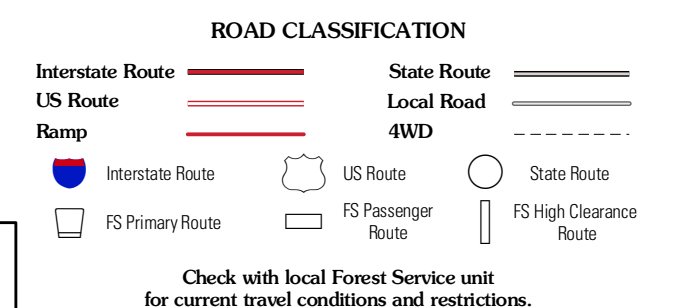 ROAD CLASSIFICATION
Interstate Route
State Route
US Route
Local Road
Ramp
4WD
Interstate Route
US Route
State Route
FS Primary Route
FS Passenger
Route
FS High Clearance
Route
Check with local Forest Service unit
for current travel conditions and restrictions.